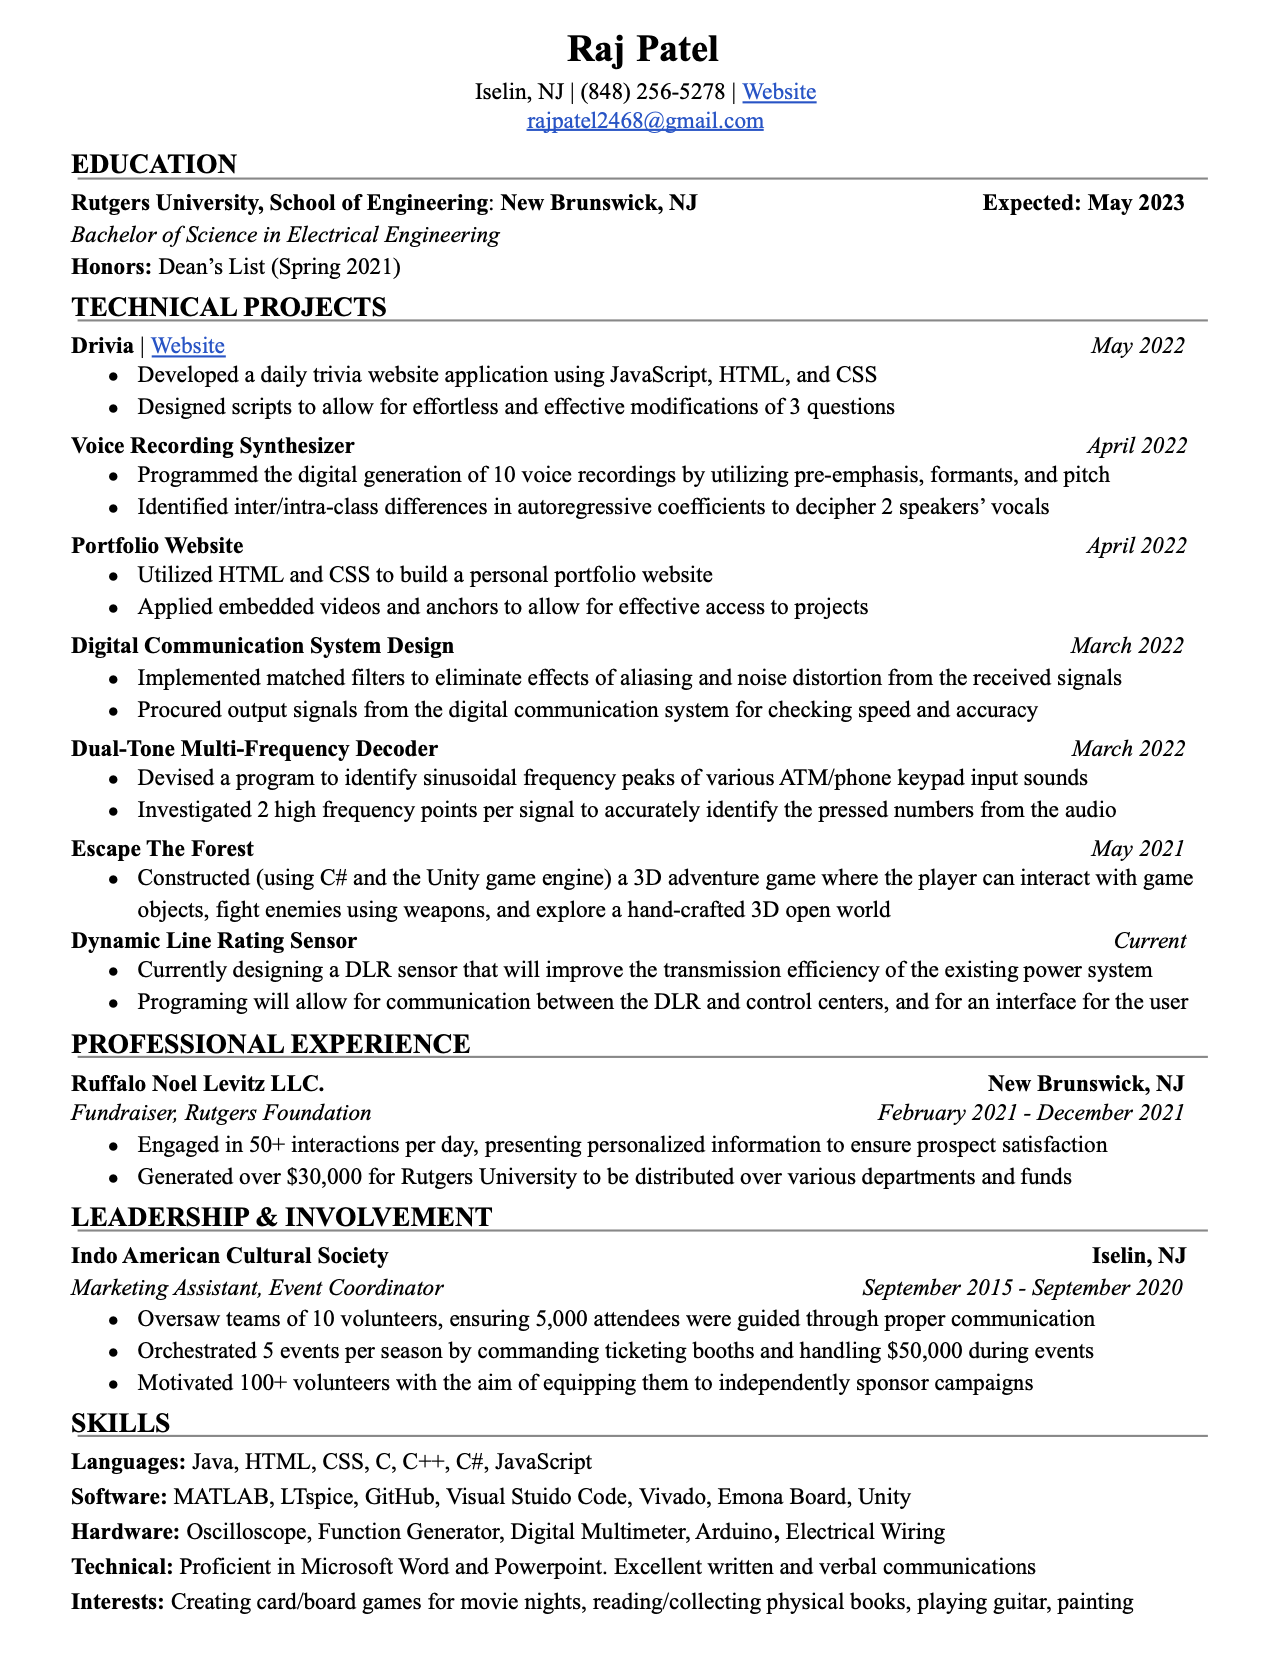 Raj Patel
Iselin, NJ | (848) 256-5278 | Website
rajpatel2468@gmail.com
EDUCATION
Rutgers University, School of Engineering: New Brunswick, NJ Expected: May 2023
Bachelor of Science in Electrical Engineering
Honors: Dean's List (Spring 2021)
TECHNICAL PROJECTS
Drivia | Website May 2022
● Developed a daily trivia website application using JavaScript, HTML, and CSS
● Designed scripts to allow for effortless and effective modifications of 3 questions
Voice Recording Synthesizer April 2022
● Programmed the digital generation of 10 voice recordings by utilizing pre-emphasis, formants, and pitch
● Identified inter/intra-class differences in autoregressive coefficients to decipher 2 speakers' vocals
Portfolio Website April 2022
● Utilized HTML and CSS to build a personal portfolio website
● Applied embedded videos and anchors to allow for effective access to projects
Digital Communication System Design March 2022
● Implemented matched filters to eliminate effects of aliasing and noise distortion from the received signals
● Procured output signals from the digital communication system for checking speed and accuracy
Dual-Tone Multi-Frequency Decoder March 2022
● Devised a program to identify sinusoidal frequency peaks of various ATM/phone keypad input sounds
● Investigated 2 high frequency points per signal to accurately identify the pressed numbers from the audio
Escape The Forest May 2021
● Constructed (using C# and the Unity game engine) a 3D adventure game where the player can interact with game
objects, fight enemies using weapons, and explore a hand-crafted 3D open world
Dynamic Line Rating Sensor Current
● Currently designing a DLR sensor that will improve the transmission efficiency of the existing power system
● Programing will allow for communication between the DLR and control centers, and for an interface for the user
PROFESSIONAL EXPERIENCE
Ruffalo Noel Levitz LLC. New Brunswick, NJ
Fundraiser, Rutgers Foundation February 2021 - December 2021
● Engaged in 50+ interactions per day, presenting personalized information to ensure prospect satisfaction
● Generated over $30,000 for Rutgers University to be distributed over various departments and funds
LEADERSHIP & INVOLVEMENT
Indo American Cultural Society Iselin, NJ
Marketing Assistant, Event Coordinator September 2015 - September 2020
● Oversaw teams of 10 volunteers, ensuring 5,000 attendees were guided through proper communication
● Orchestrated 5 events per season by commanding ticketing booths and handling $50,000 during events
● Motivated 100+ volunteers with the aim of equipping them to independently sponsor campaigns
SKILLS
Languages: Java, HTML, CSS, C, C++, C#, JavaScript
Software: MATLAB, LTspice, GitHub, Visual Stuido Code, Vivado, Emona Board, Unity
Hardware: Oscilloscope, Function Generator, Digital Multimeter, Arduino, Electrical Wiring
Technical: Proficient in Microsoft Word and Powerpoint. Excellent written and verbal communications
Interests: Creating card/board games for movie nights, reading/collecting physical books, playing guitar, painting